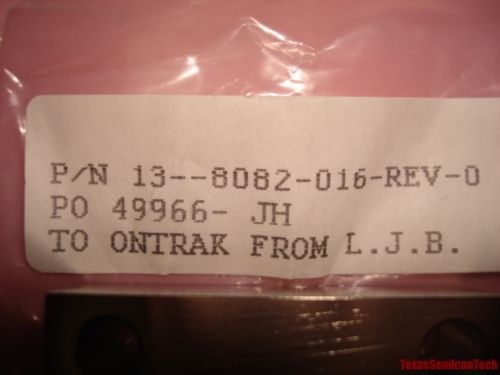 P/N 13--8082-016-REV-0
PO 49966- JH
TO ONTRAK FROM L.J.B.
TexasSemiconTech